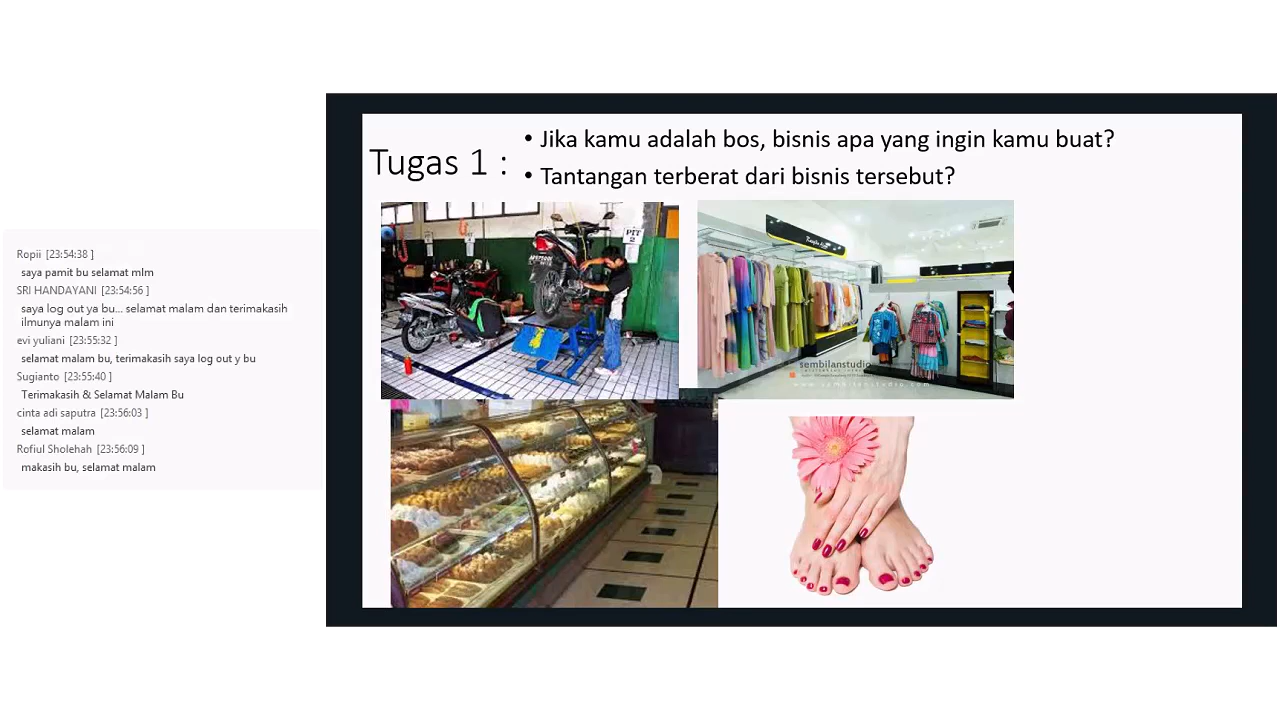 Ropii [23:54:38 ]
saya pamit bu selamat mlm
SRI HANDAYANI [23:54:56 ]
saya log out ya bu... selamat malam dan terimakasih
ilmunya malam ini
evi yuliani [23:55:32 ]
selamat malam bu, terimakasih saya log out y bu
Sugianto [23:55:40 ]
Terimakasih & Selamat Malam Bu
cinta adi saputra [23:56:03 ]
selamat malam
Rofiul Sholehah [23:56:09 ]
makasih bu, selamat malam
Tugas 1 :
• Jika kamu adalah bos, bisnis apa yang ingin kamu buat?
• Tantangan terberat dari bisnis tersebut?
PIT
2
sembilanstudio
www.sembilanstudio.com